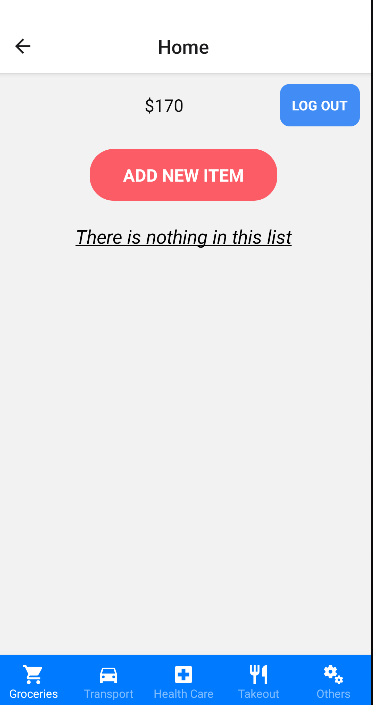 Home
$170
LOG OUT
ADD NEW ITEM
There is nothing in this list
Groceries
Transport
Health Care
Takeout
Others